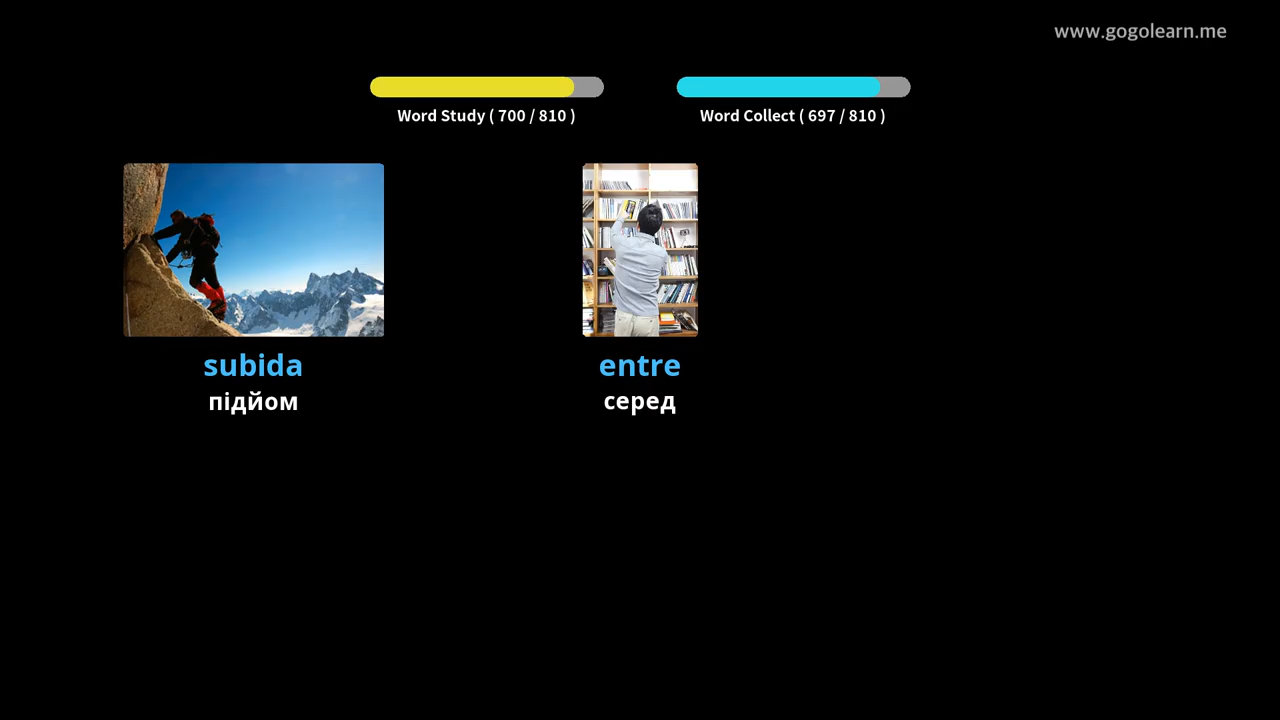 www.gogolearn.me
Word Study ( 700 / 810 )
Word Collect ( 697 / 810 )
subida
підйом
entre
серед